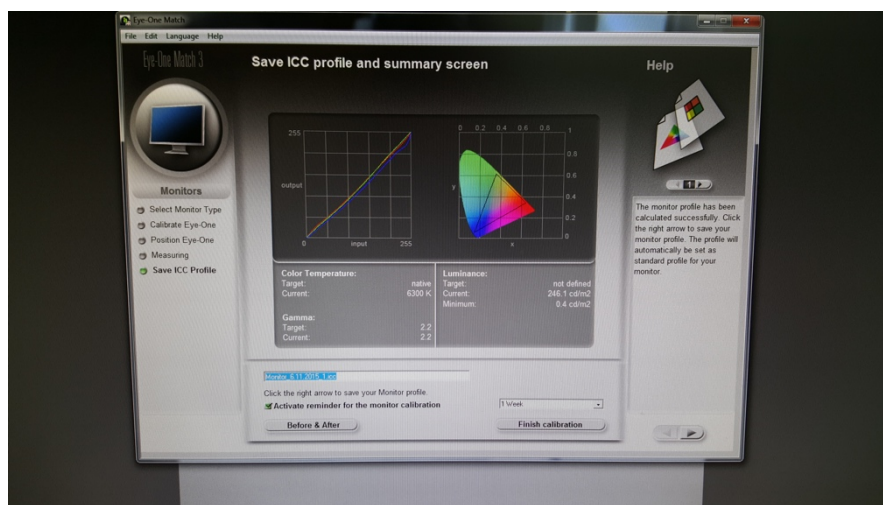 Eye-One Match
File Edit Language Help
Eye-One Match 3
Save ICC profile and summary screen
Help
255
output
0 input 255
0 0.2 0.4 0.6 0.8 1
0.8
0.6
0.4
0.2
0
y
x
Monitors
Select Monitor Type
Calibrate Eye-One
Position Eye-One
Measuring
Save ICC Profile
Color Temperature:
Target: native
Current: 6300 K
Gamma:
Target: 2.2
Current: 2.2
Luminance:
Target: not defined
Current: 246.1 cd/m2
Minimum: 0.4 cd/m2
1
The monitor profile has been
calculated successfully. Click
the right arrow to save your
monitor profile. The profile will
automatically be set as
standard profile for your
monitor.
Monitor_6.11.2015_1.icc
Click the right arrow to save your Monitor profile.
Activate reminder for the monitor calibration
1 Week
Before & After
Finish calibration